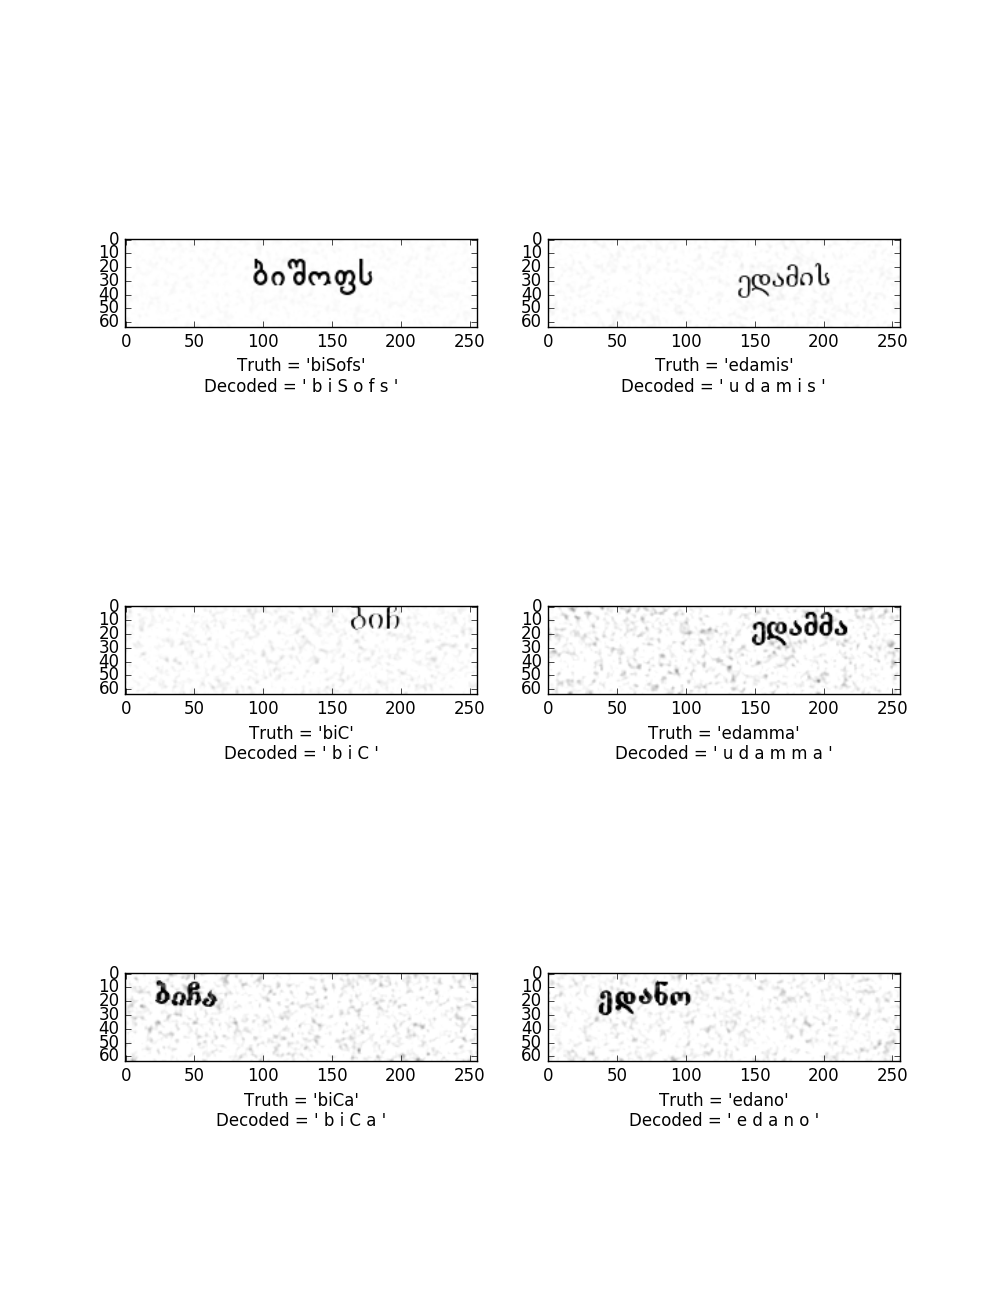 0
10
20
30
40
50
60
ბიშოფს
0 50 100 150 200 250
Truth = 'biSofs'
Decoded = ' b i S o f s '
0
10
20
30
40
50
60
ედამის
0 50 100 150 200 250
Truth = 'edamis'
Decoded = ' u d a m i s '
0
10
20
30
40
50
60
ბიჩ
0 50 100 150 200 250
Truth = 'biC'
Decoded = ' b i C '
0
10
20
30
40
50
60
ედამმა
0 50 100 150 200 250
Truth = 'edamma'
Decoded = ' u d a m m a '
0
10
20
30
40
50
60
ბიჩა
0 50 100 150 200 250
Truth = 'biCa'
Decoded = ' b i C a '
0
10
20
30
40
50
60
ედანო
0 50 100 150 200 250
Truth = 'edano'
Decoded = ' e d a n o '